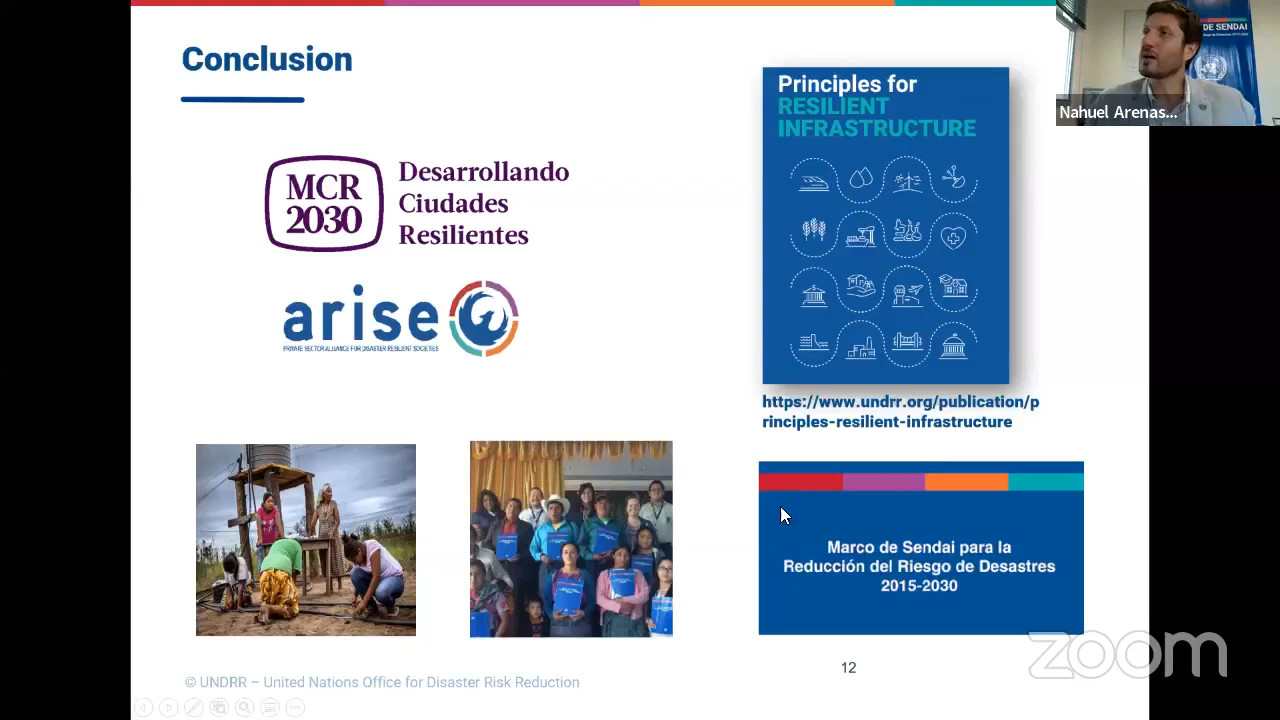 Conclusion
MCR
2030
Desarrollando
Ciudades
Resilientes
arise
PRIVATE SECTOR ALLIANCE FOR DISASTER RESILIENT SOCIETIES
Principles for
RESILIENT
INFRASTRUCTURE
https://www.undrr.org/publication/p
rinciples-resilient-infrastructure
Marco de Sendai para la
Reducción del Riesgo de Desastres
2015-2030
12
© UNDRR – United Nations Office for Disaster Risk Reduction
DE SENDAI
Nahuel Arenas...
zoom